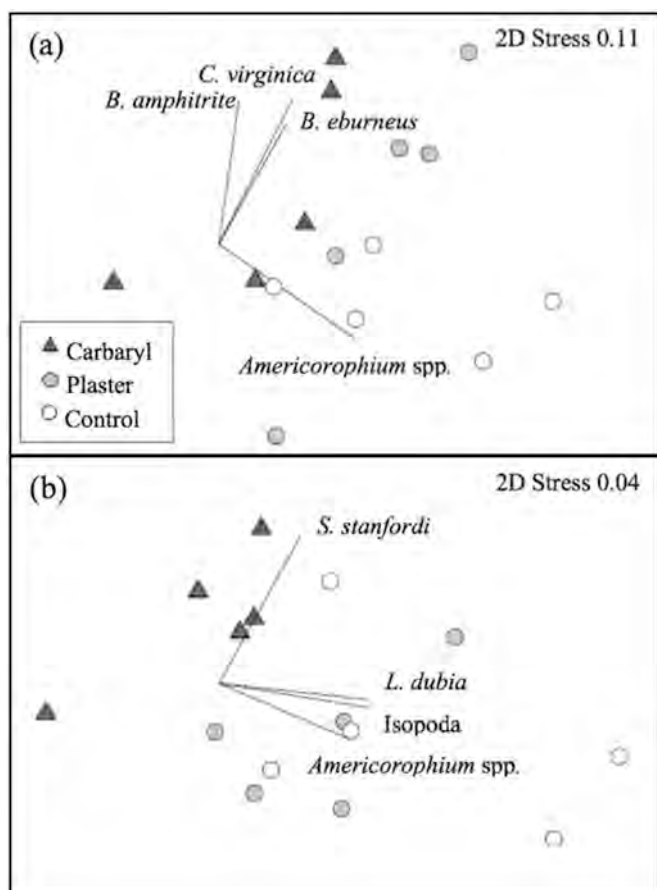 (a)
2D Stress 0.11
C. virginica
B. amphitrite
B. eburneus
Americorophium spp.
Carbaryl
Plaster
Control
(b)
2D Stress 0.04
S. stanfordi
L. dubia
Isopoda
Americorophium spp.